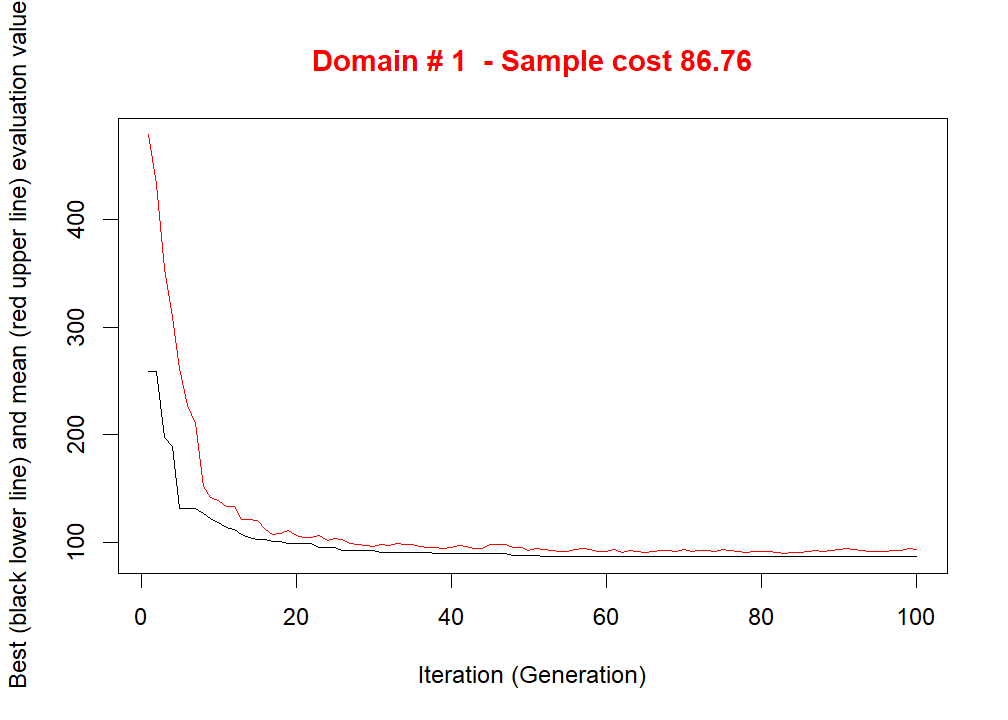 Domain # 1  - Sample cost 86.76
Best (black lower line) and mean (red upper line) evaluation value
400
300
200
100
0 20 40 60 80 100
Iteration (Generation)